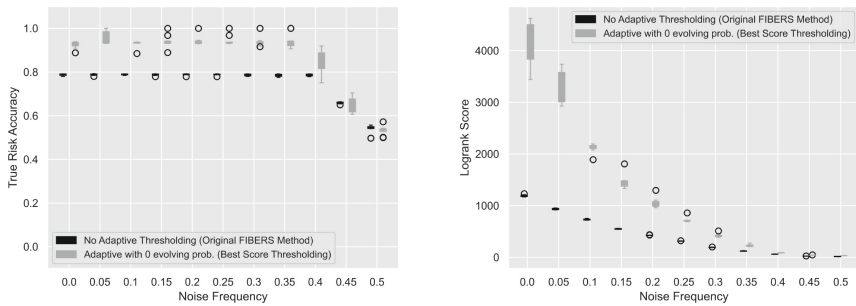 1.0
0.8
0.6
0.4
0.2
0.0
True Risk Accuracy
No Adaptive Thresholding (Original FIBERS Method)
Adaptive with 0 evolving prob. (Best Score Thresholding)
0.0 0.05 0.1 0.15 0.2 0.25 0.3 0.35 0.4 0.45 0.5
Noise Frequency
No Adaptive Thresholding (Original FIBERS Method)
Adaptive with 0 evolving prob. (Best Score Thresholding)
4000
3000
2000
1000
0
Logrank Score
0.0 0.05 0.1 0.15 0.2 0.25 0.3 0.35 0.4 0.45 0.5
Noise Frequency